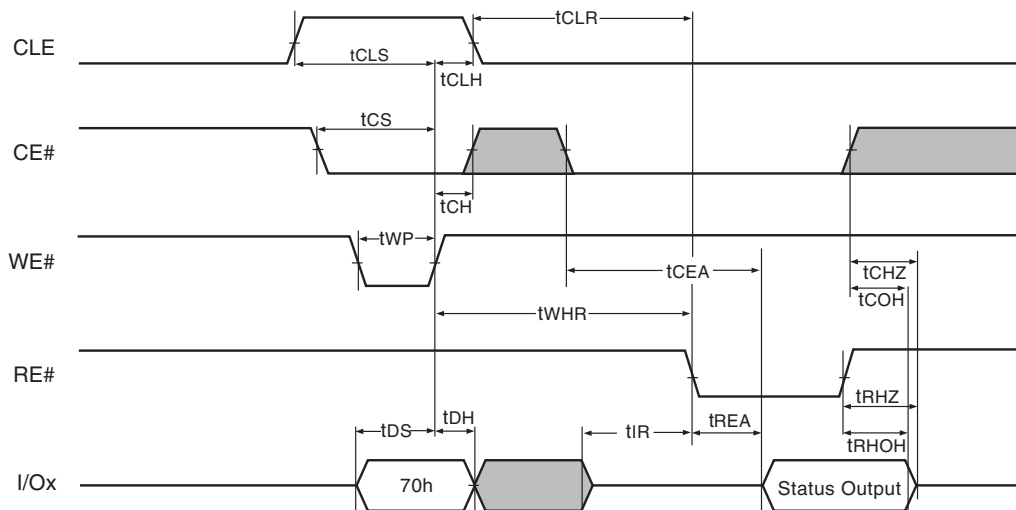 tCLR
CLE
tCLS
tCLH
tCS
CE#
tCH
tWP
WE#
tCEA
tCHZ
tCOH
tWHR
RE#
tRHZ
tDH
tDS
tIR
tREA
tRHOH
I/Ox
70h
Status Output